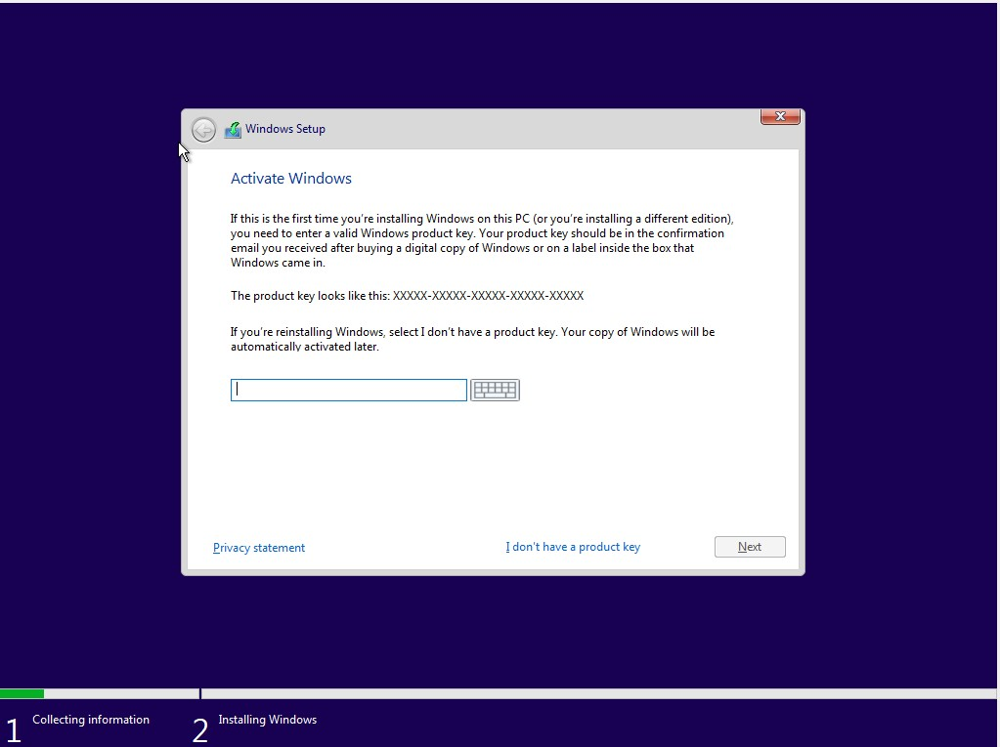 Windows Setup
Activate Windows
If this is the first time you're installing Windows on this PC (or you're installing a different edition),
you need to enter a valid Windows product key. Your product key should be in the confirmation
email you received after buying a digital copy of Windows or on a label inside the box that
Windows came in.
The product key looks like this: XXXXX-XXXXX-XXXXX-XXXXX-XXXXX
If you're reinstalling Windows, select I don't have a product key. Your copy of Windows will be
automatically activated later.
Privacy statement
I don't have a product key
Next
1 Collecting information
2 Installing Windows